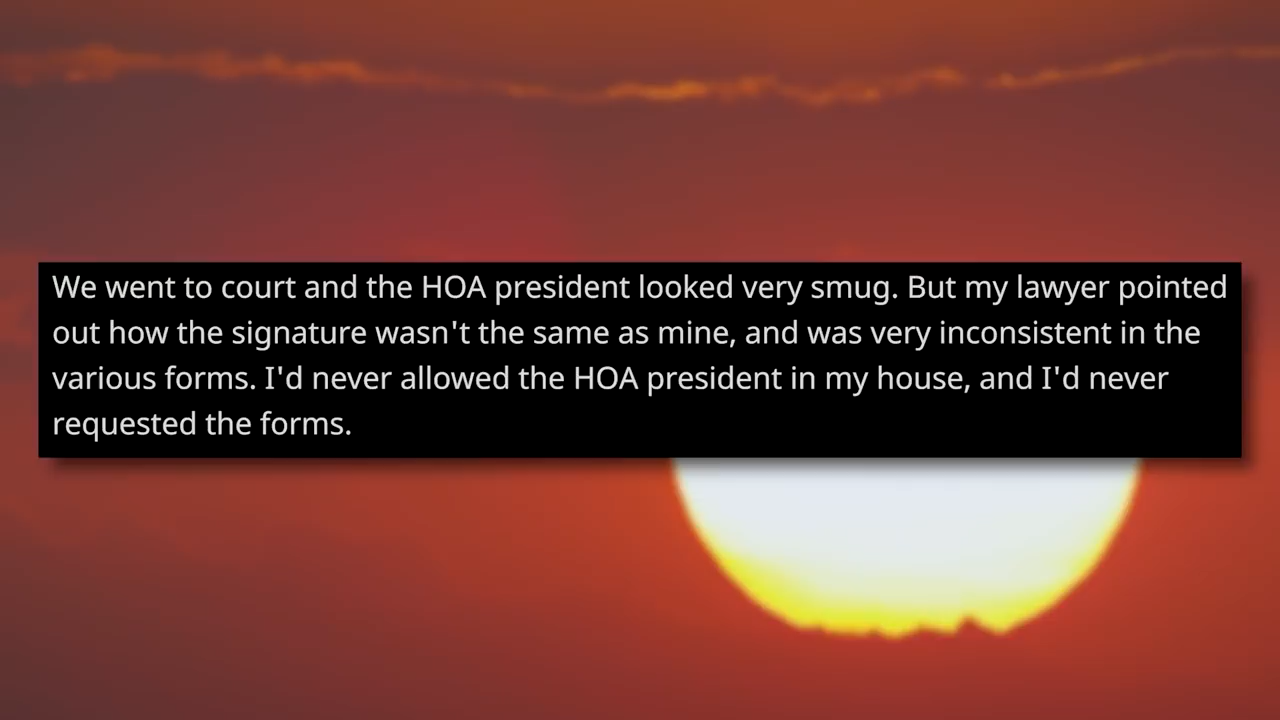 We went to court and the HOA president looked very smug. But my lawyer pointed
out how the signature wasn't the same as mine, and was very inconsistent in the
various forms. I'd never allowed the HOA president in my house, and I'd never
requested the forms.